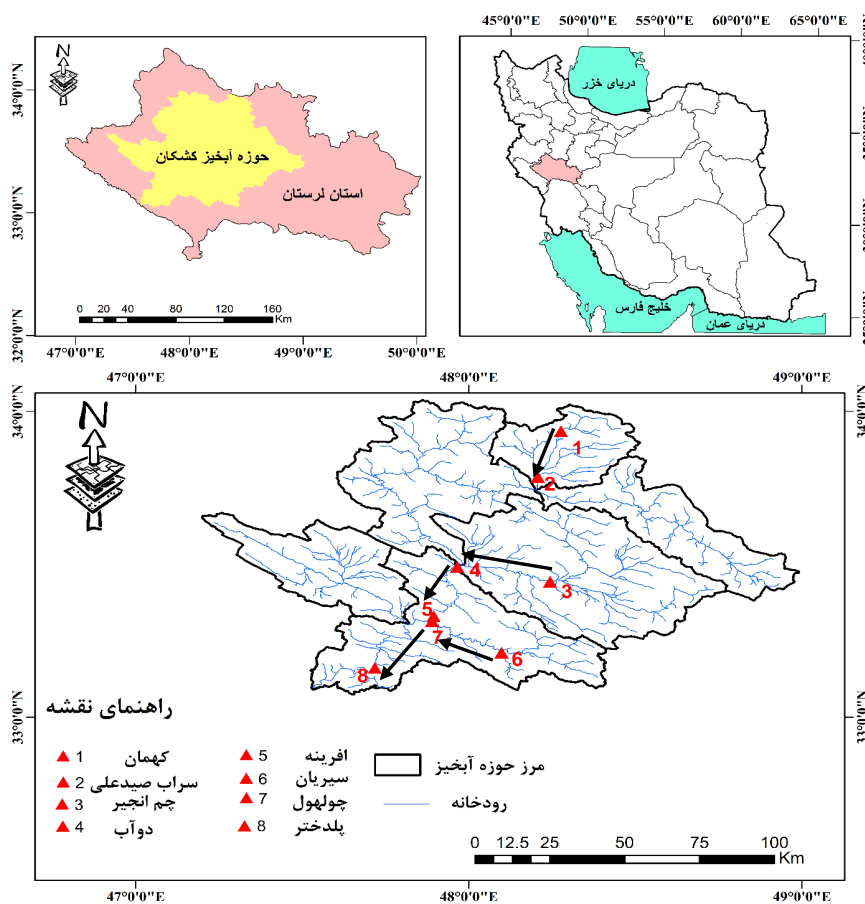 N
34°0'0"N
33°0'0"N
32°0'0"N
حوزه آبخیز کشکان
استان لرستان
0 20 40 80 120 160
Km
47°0'0"E 48°0'0"E 49°0'0"E 50°0'0"E
45°0'0"E 50°0'0"E 55°0'0"E 60°0'0"E 65°0'0"E
دریای خزر
خلیج فارس
دریای عمان
47°0'0"E 48°0'0"E 49°0'0"E
34°0'0"N 34°0'0"N
N
1
2
4
3
5
7
6
8
33°0'0"N 33°0'0"N
راهنمای نقشه
1 کهمان
2 سراب صیدعلی
3 چم انجیر
4 دوآب
5 افرینه
6 سیریان
7 چولهول
8 پلدختر
مرز حوزه آبخیز
رودخانه
0 12.5 25 50 75 100
Km
47°0'0"E 48°0'0"E 49°0'0"E